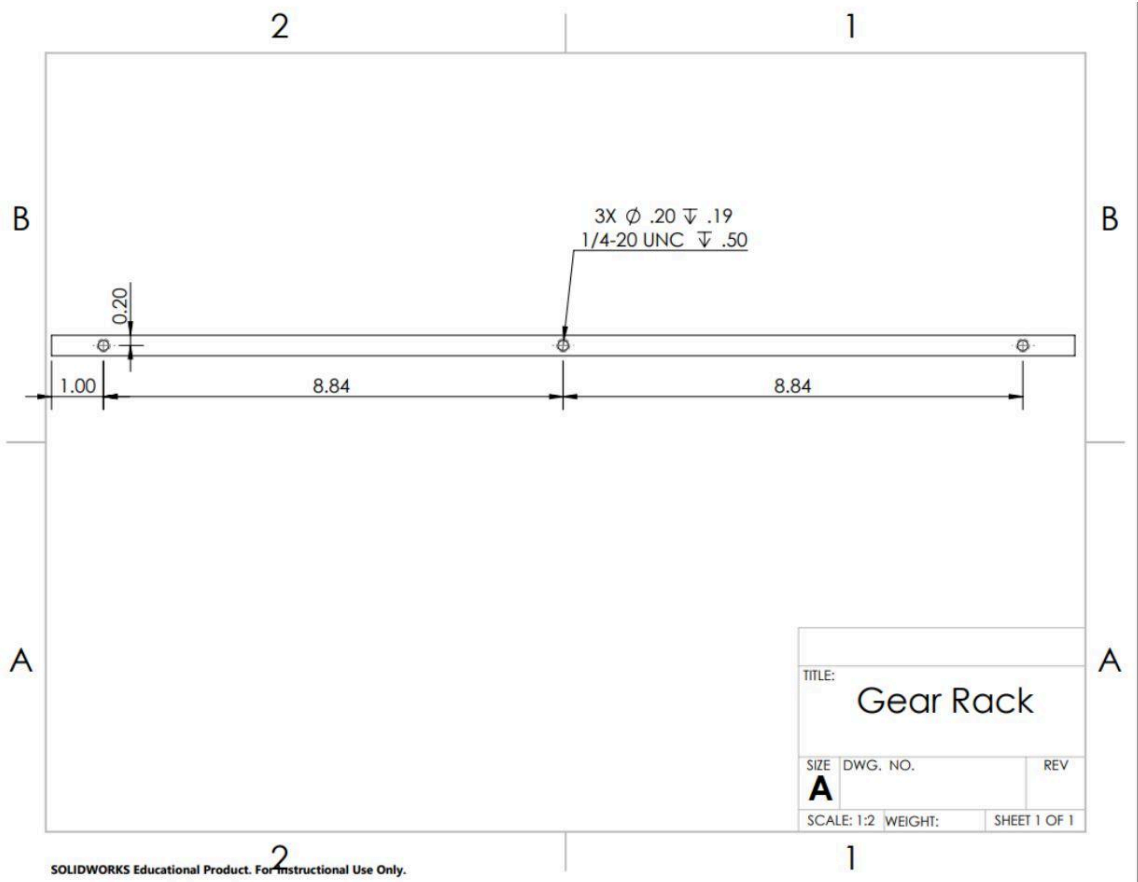 2
1
B
B
3X Ø .20 ↧ .19
1/4-20 UNC ↧ .50
0.20
1.00
8.84
8.84
A
A
TITLE:
Gear Rack
SIZE
DWG. NO.
REV
A
SCALE: 1:2
WEIGHT:
SHEET 1 OF 1
2
1
SOLIDWORKS Educational Product. For Instructional Use Only.